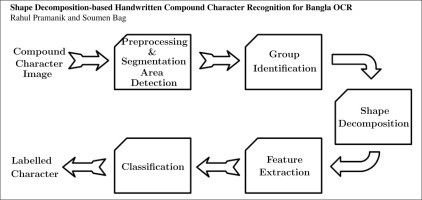 Shape Decomposition-based Handwritten Compound Character Recognition for Bangla OCR
Rahul Pramanik and Soumen Bag
Compound
Character
Image
Preprocessing
&
Segmentation
Area
Detection
Group
Identification
Shape
Decomposition
Feature
Extraction
Classification
Labelled
Character